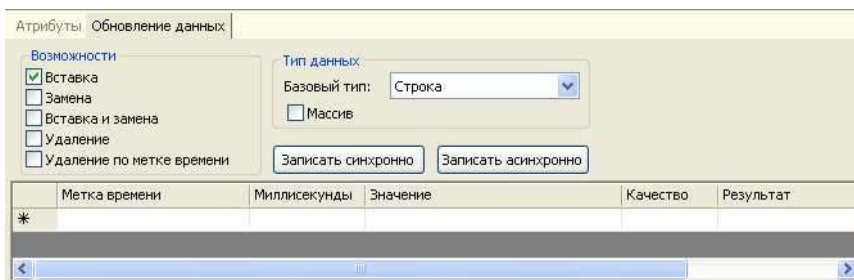 Атрибуты Обновление данных
Возможности
Вставка
Замена
Вставка и замена
Удаление
Удаление по метке времени
Тип данных
Базовый тип: Строка
Массив
Записать синхронно Записать асинхронно
Метка времени Миллисекунды Значение Качество Результат